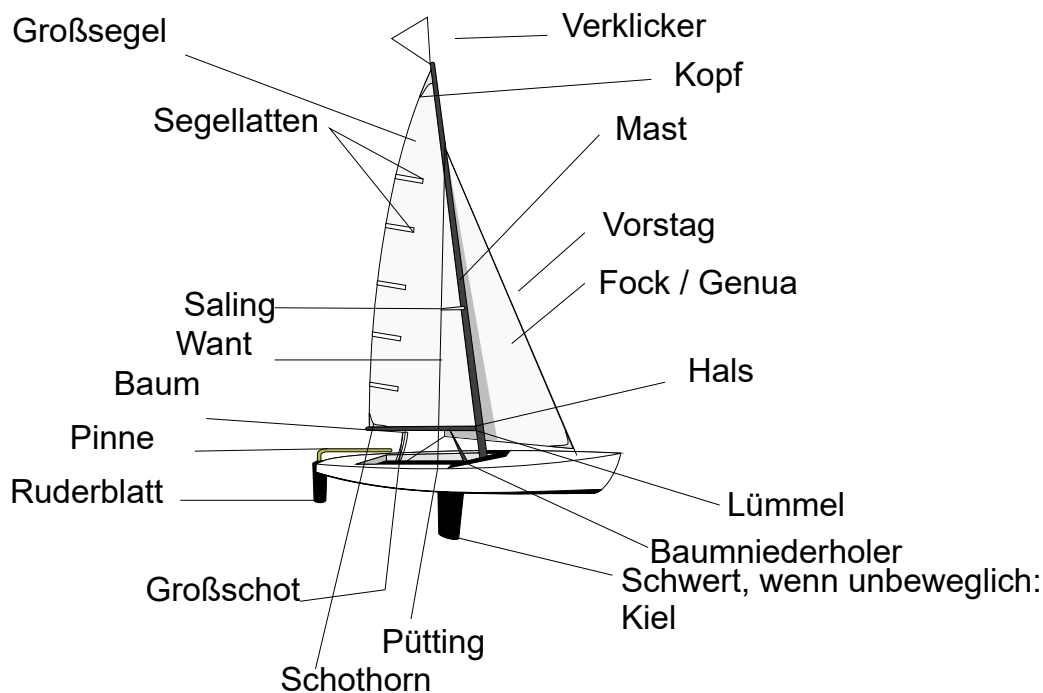 Großsegel
Verklicker
Kopf
Segellatten
Mast
Vorstag
Fock / Genua
Saling
Want
Hals
Baum
Pinne
Ruderblatt
Lümmel
Baumniederholer
Schwert, wenn unbeweglich:
Kiel
Großschot
Pütting
Schothorn